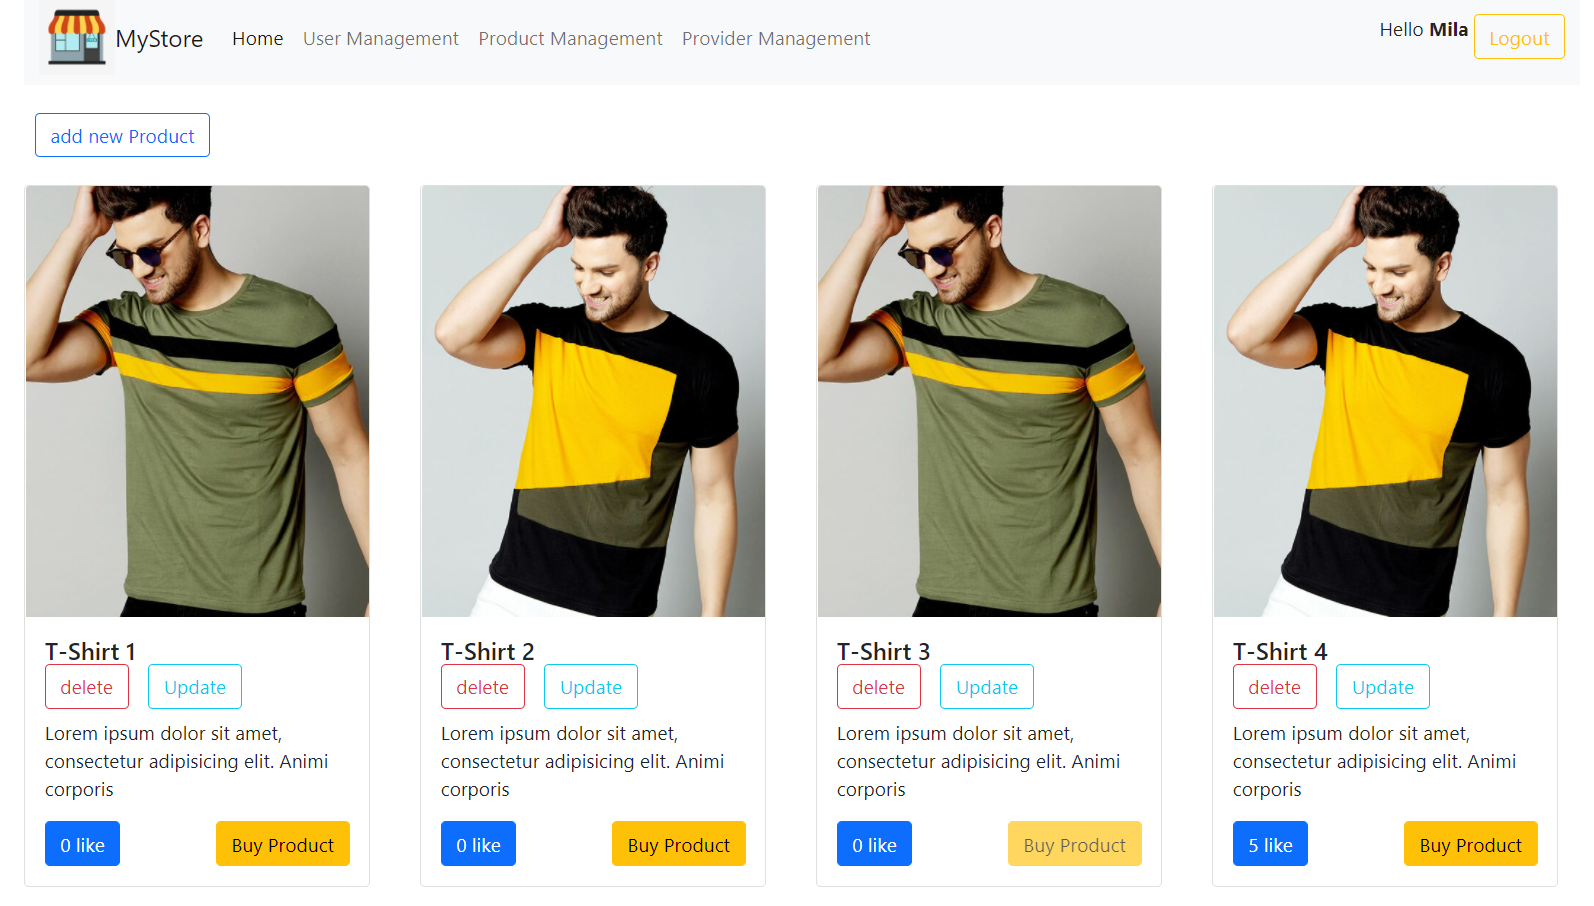 MyStore Home User Management Product Management Provider Management Hello Mila Logout
add new Product
T-Shirt 1
delete Update
Lorem ipsum dolor sit amet,
consectetur adipisicing elit. Animi
corporis
0 like Buy Product
T-Shirt 2
delete Update
Lorem ipsum dolor sit amet,
consectetur adipisicing elit. Animi
corporis
0 like Buy Product
T-Shirt 3
delete Update
Lorem ipsum dolor sit amet,
consectetur adipisicing elit. Animi
corporis
0 like Buy Product
T-Shirt 4
delete Update
Lorem ipsum dolor sit amet,
consectetur adipisicing elit. Animi
corporis
5 like Buy Product